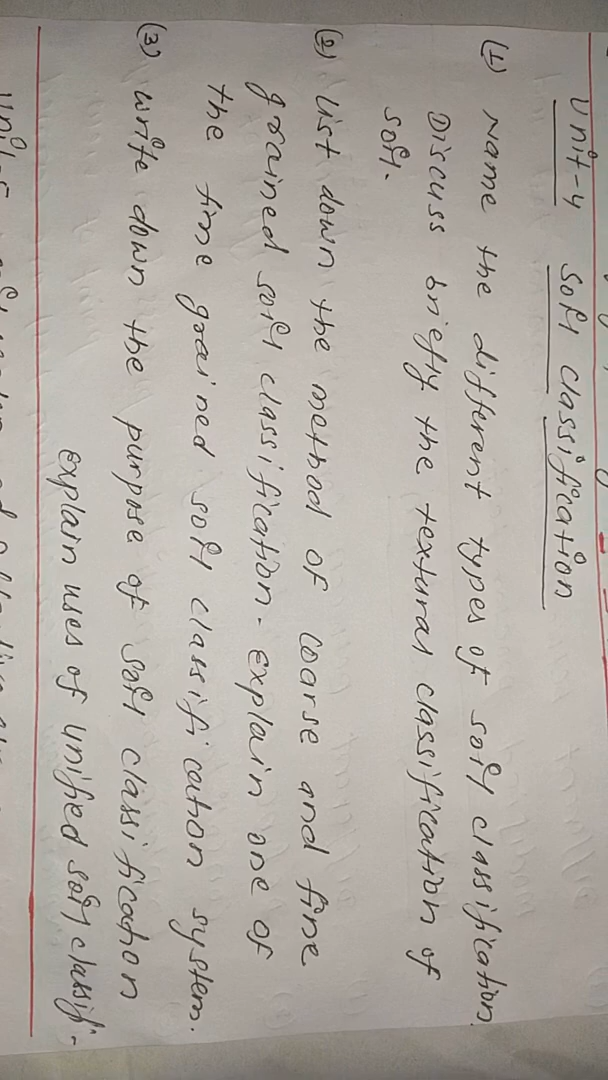 Unit-4 Soil classification
(1) Name the different types of soil classification.
Discuss briefly the textural classification of
soil.
(2) List down the method of coarse and fine
grained soil classification. Explain one of
the fine grained soil classification system.
(3) write down the purpose of soil classification
explain uses of unified soil classifi-